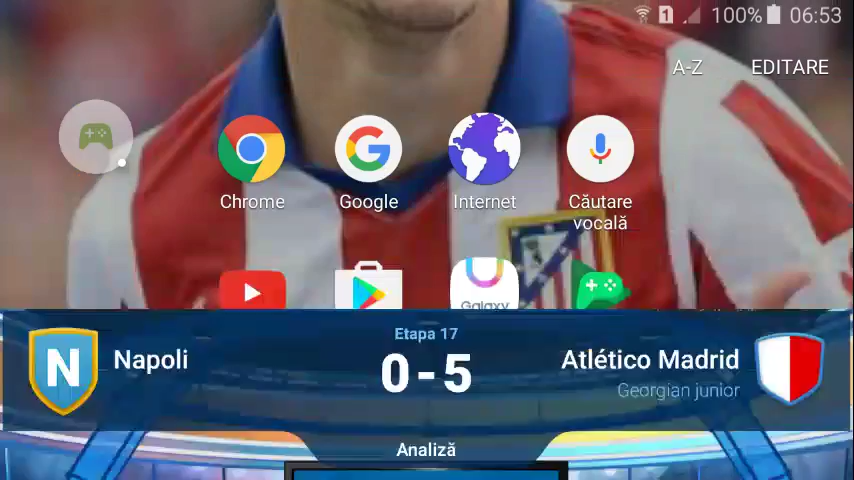 1 100% 06:53
A-Z EDITARE
Chrome Google Internet Căutare vocală
Galaxy
Etapa 17
N Napoli 0-5 Atlético Madrid
Georgian junior
Analiză